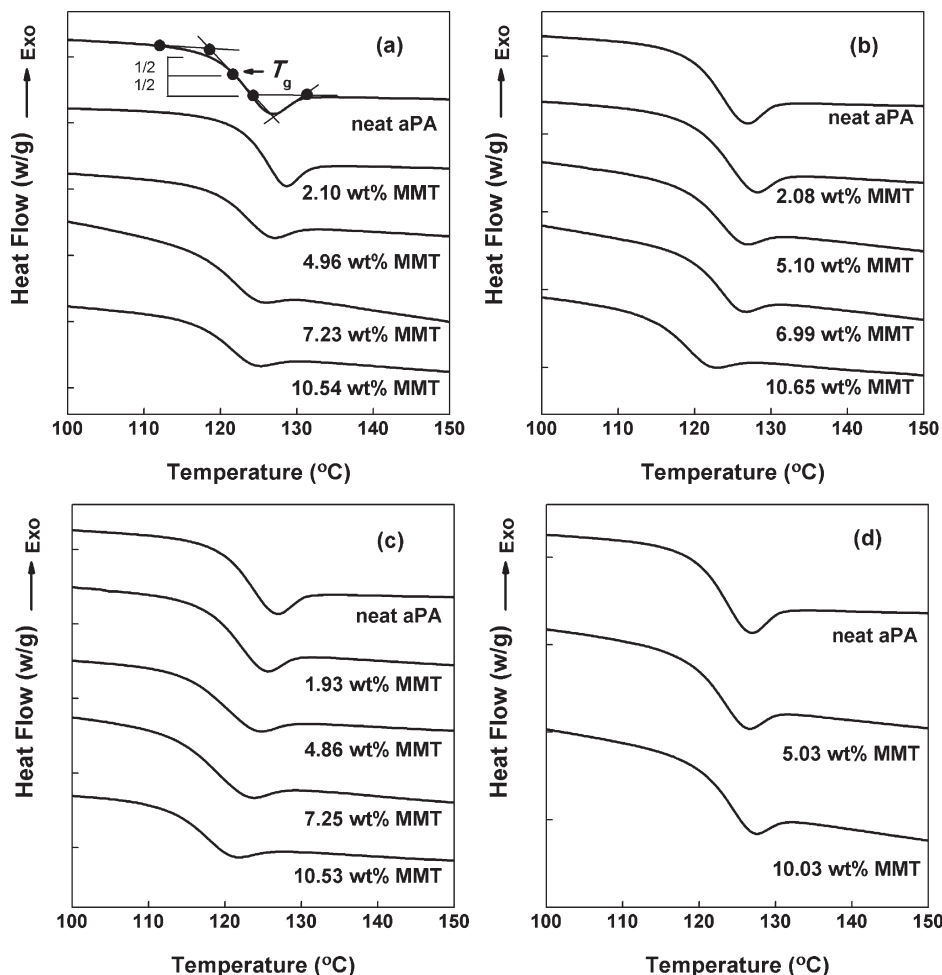 (a)
Heat Flow (w/g) → Exo
1/2
1/2
Tg
neat aPA
2.10 wt% MMT
4.96 wt% MMT
7.23 wt% MMT
10.54 wt% MMT
100 110 120 130 140 150
Temperature (°C)
(b)
Heat Flow (w/g) → Exo
neat aPA
2.08 wt% MMT
5.10 wt% MMT
6.99 wt% MMT
10.65 wt% MMT
100 110 120 130 140 150
Temperature (°C)
(c)
Heat Flow (w/g) → Exo
neat aPA
1.93 wt% MMT
4.86 wt% MMT
7.25 wt% MMT
10.53 wt% MMT
100 110 120 130 140 150
Temperature (°C)
(d)
Heat Flow (w/g) → Exo
neat aPA
5.03 wt% MMT
10.03 wt% MMT
100 110 120 130 140 150
Temperature (°C)